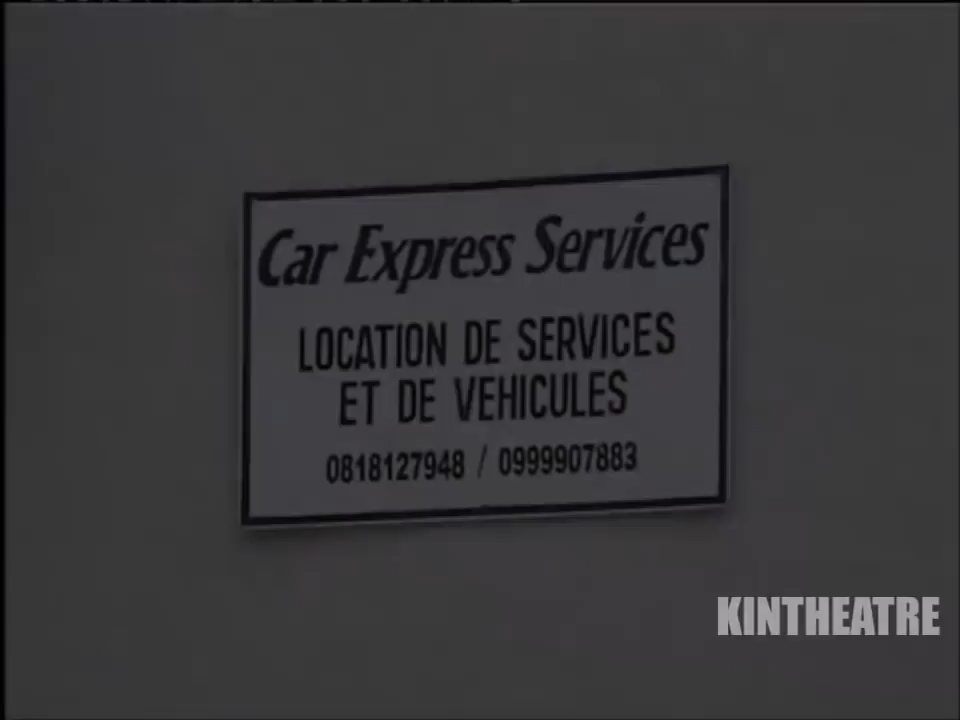 Car Express Services
LOCATION DE SERVICES
ET DE VEHICULES
0818127948 / 0999907883
KINTHEATRE